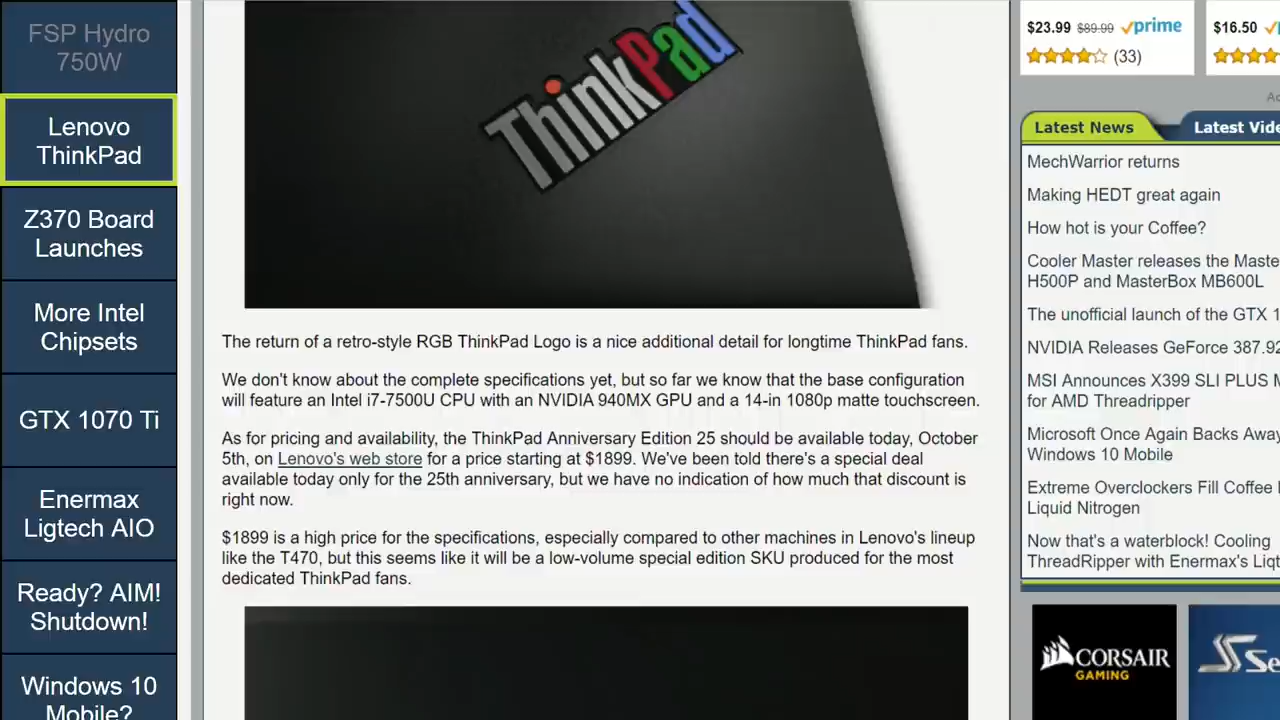 FSP Hydro
750W
Lenovo
ThinkPad
Z370 Board
Launches
More Intel
Chipsets
GTX 1070 Ti
Enermax
Ligtech AIO
Ready? AIM!
Shutdown!
Windows 10
Mobile?
ThinkPad
The return of a retro-style RGB ThinkPad Logo is a nice additional detail for longtime ThinkPad fans.
We don't know about the complete specifications yet, but so far we know that the base configuration
will feature an Intel i7-7500U CPU with an NVIDIA 940MX GPU and a 14-in 1080p matte touchscreen.
As for pricing and availability, the ThinkPad Anniversary Edition 25 should be available today, October
5th, on Lenovo's web store for a price starting at $1899. We've been told there's a special deal
available today only for the 25th anniversary, but we have no indication of how much that discount is
right now.
$1899 is a high price for the specifications, especially compared to other machines in Lenovo's lineup
like the T470, but this seems like it will be a low-volume special edition SKU produced for the most
dedicated ThinkPad fans.
$23.99 $89.99 prime
(33)
$16.50
Latest News
Latest Vide
MechWarrior returns
Making HEDT great again
How hot is your Coffee?
Cooler Master releases the Maste
H500P and MasterBox MB600L
The unofficial launch of the GTX 1
NVIDIA Releases GeForce 387.92
MSI Announces X399 SLI PLUS M
for AMD Threadripper
Microsoft Once Again Backs Away
Windows 10 Mobile
Extreme Overclockers Fill Coffee
Liquid Nitrogen
Now that's a waterblock! Cooling
ThreadRipper with Enermax's Liqt
CORSAIR
GAMING
Se